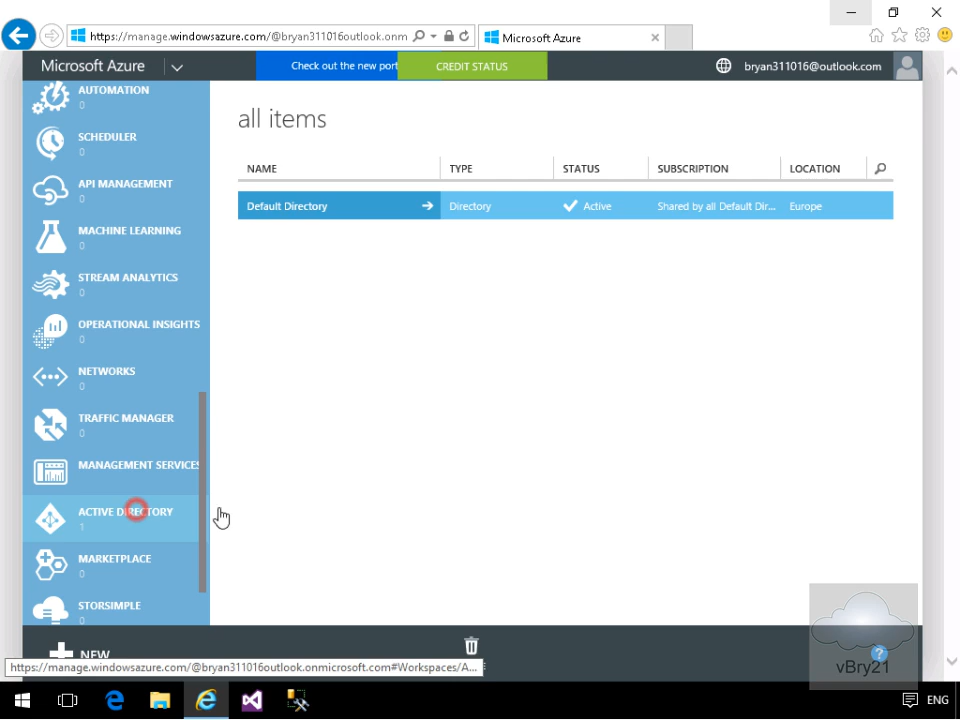 https://manage.windowsazure.com/@bryan311016outlook.onm
Microsoft Azure
Microsoft Azure
Check out the new port
CREDIT STATUS
bryan311016@outlook.com
AUTOMATION
0
SCHEDULER
0
API MANAGEMENT
0
MACHINE LEARNING
0
STREAM ANALYTICS
0
OPERATIONAL INSIGHTS
0
NETWORKS
0
TRAFFIC MANAGER
0
MANAGEMENT SERVICES
ACTIVE DIRECTORY
1
MARKETPLACE
0
STORSIMPLE
0
all items
NAME TYPE STATUS SUBSCRIPTION LOCATION
Default Directory Directory Active Shared by all Default Dir... Europe
NEW
https://manage.windowsazure.com/@bryan311016outlook.onmicrosoft.com#Workspaces/A...
?
vBry21
ENG